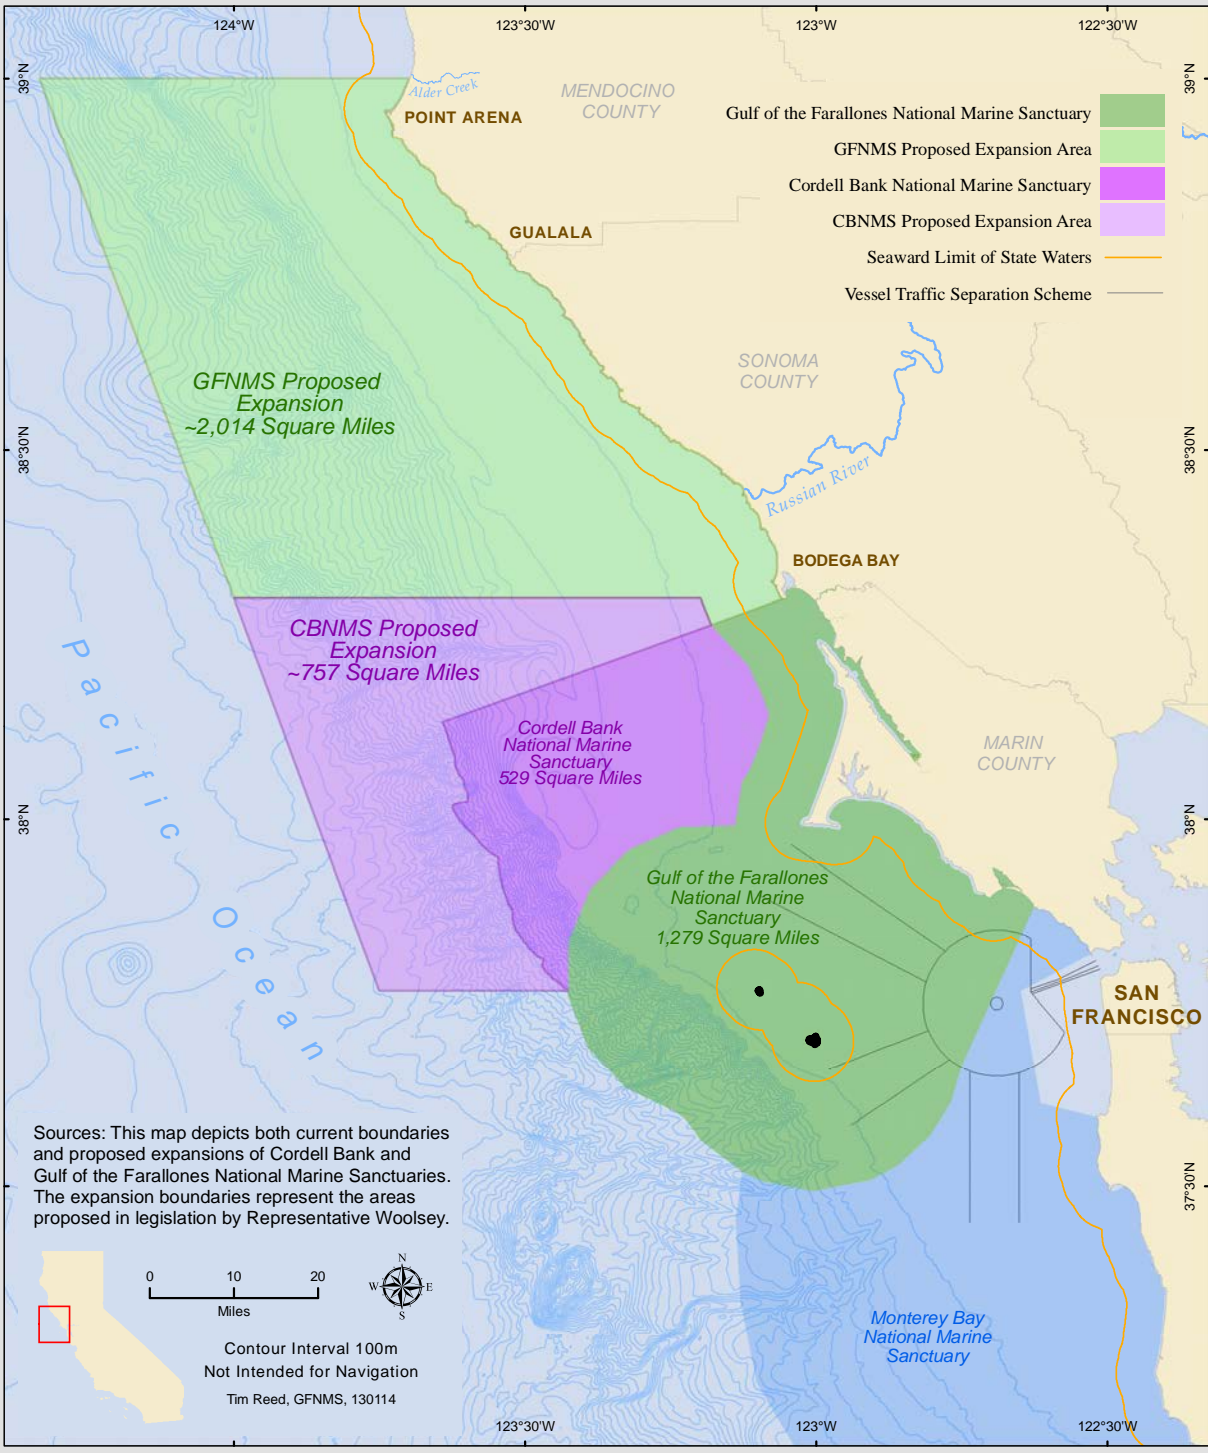 124°W
123°30'W
123°W
122°30'W
39°N
39°N
Alder Creek
POINT ARENA
MENDOCINO
COUNTY
Gulf of the Farallones National Marine Sanctuary
GFNMS Proposed Expansion Area
Cordell Bank National Marine Sanctuary
CBNMS Proposed Expansion Area
Seaward Limit of State Waters
Vessel Traffic Separation Scheme
GUALALA
SONOMA
COUNTY
GFNMS Proposed
Expansion
~2,014 Square Miles
38°30'N
38°30'N
Russian River
BODEGA BAY
CBNMS Proposed
Expansion
~757 Square Miles
Pacific Ocean
Cordell Bank
National Marine
Sanctuary
529 Square Miles
MARIN
COUNTY
38°N
38°N
Gulf of the Farallones
National Marine
Sanctuary
1,279 Square Miles
SAN
FRANCISCO
Sources: This map depicts both current boundaries
and proposed expansions of Cordell Bank and
Gulf of the Farallones National Marine Sanctuaries.
The expansion boundaries represent the areas
proposed in legislation by Representative Woolsey.
37°30'N
0 10 20
Miles
N
W E
S
Contour Interval 100m
Not Intended for Navigation
Tim Reed, GFNMS, 130114
Monterey Bay
National Marine
Sanctuary
123°30'W
123°W
122°30'W